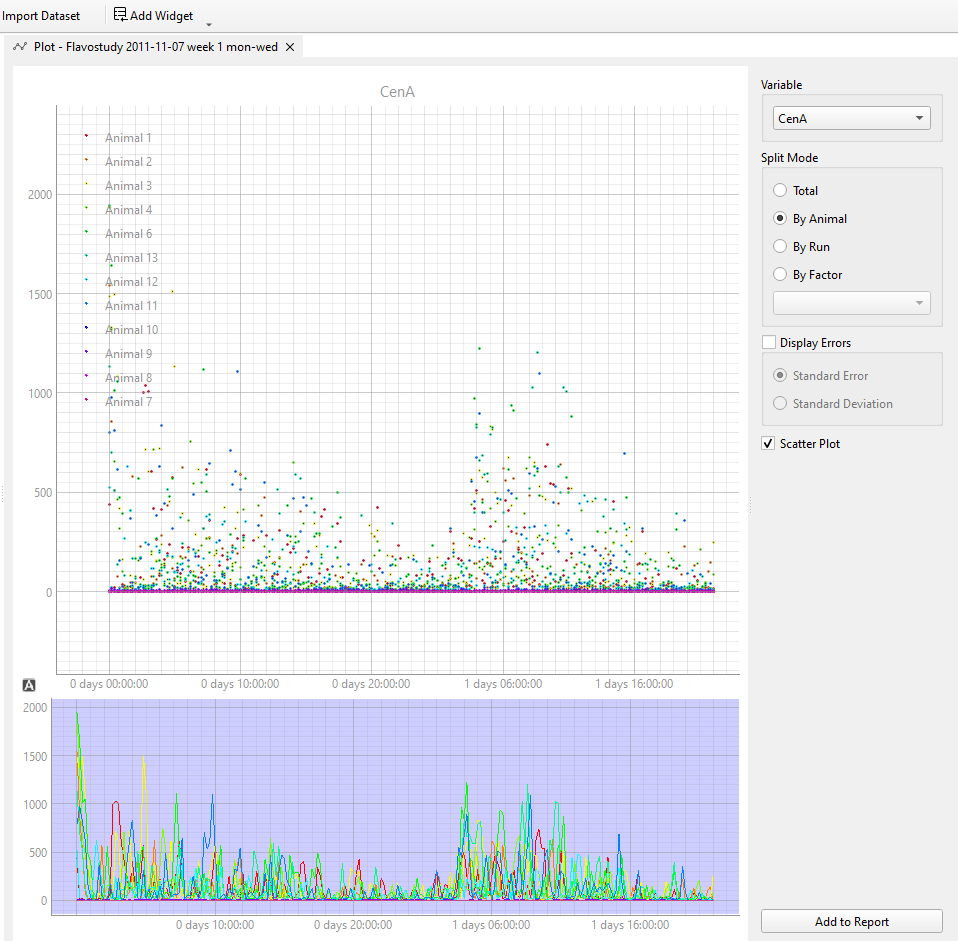 Import Dataset
Add Widget
Plot - Flavostudy 2011-11-07 week 1 mon-wed
CenA
Animal 1
Animal 2
Animal 3
Animal 4
Animal 6
Animal 13
Animal 12
Animal 11
Animal 10
Animal 9
Animal 8
Animal 7
2000
1500
1000
500
0
0 days 00:00:00 0 days 10:00:00 0 days 20:00:00 1 days 06:00:00 1 days 16:00:00
A
2000
1500
1000
500
0
0 days 10:00:00 0 days 20:00:00 1 days 06:00:00 1 days 16:00:00
Variable
CenA
Split Mode
Total
By Animal
By Run
By Factor
Display Errors
Standard Error
Standard Deviation
Scatter Plot
Add to Report